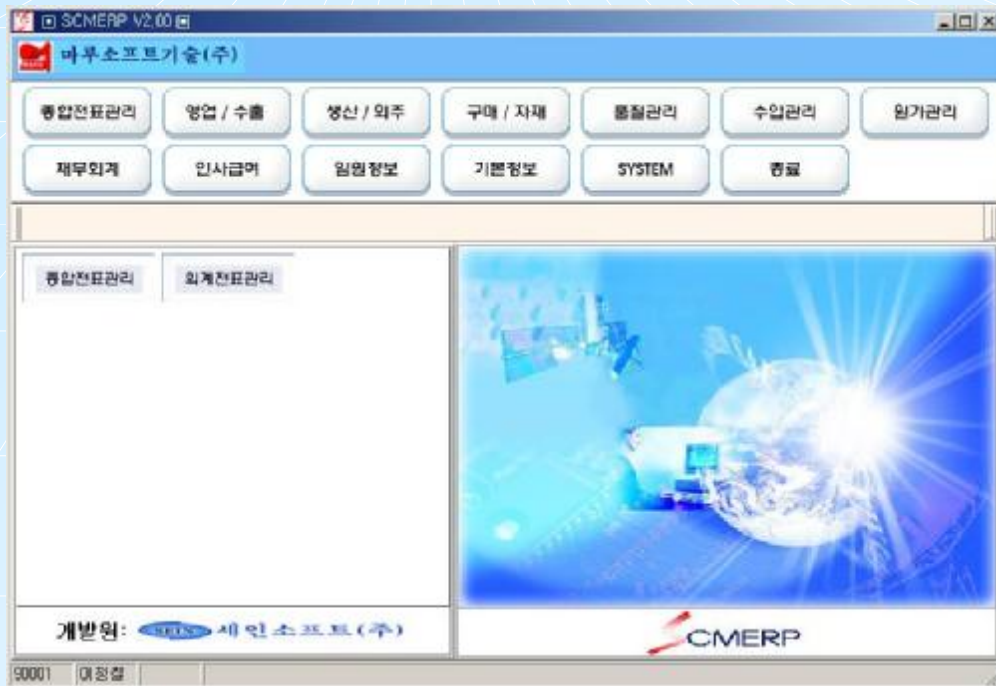 SCMERP V2.00
마루소프트기술(주)
종합전표관리 영업 / 수출 생산 / 외주 구매 / 자재 품질관리 수입관리 원가관리
재무회계 인사급여 임원정보 기본정보 SYSTEM 종료
종합전표관리 회계전표관리
개발원: SEIN 세인소프트(주)
SCMERP
90001